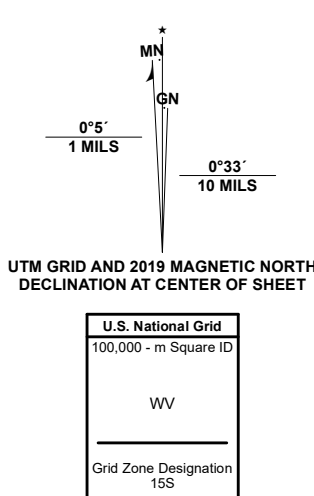 ★
MN
GN
0°5´
1 MILS
0°33´
10 MILS
UTM GRID AND 2019 MAGNETIC NORTH
DECLINATION AT CENTER OF SHEET
U.S. National Grid
100,000 - m Square ID
WV
Grid Zone Designation
15S